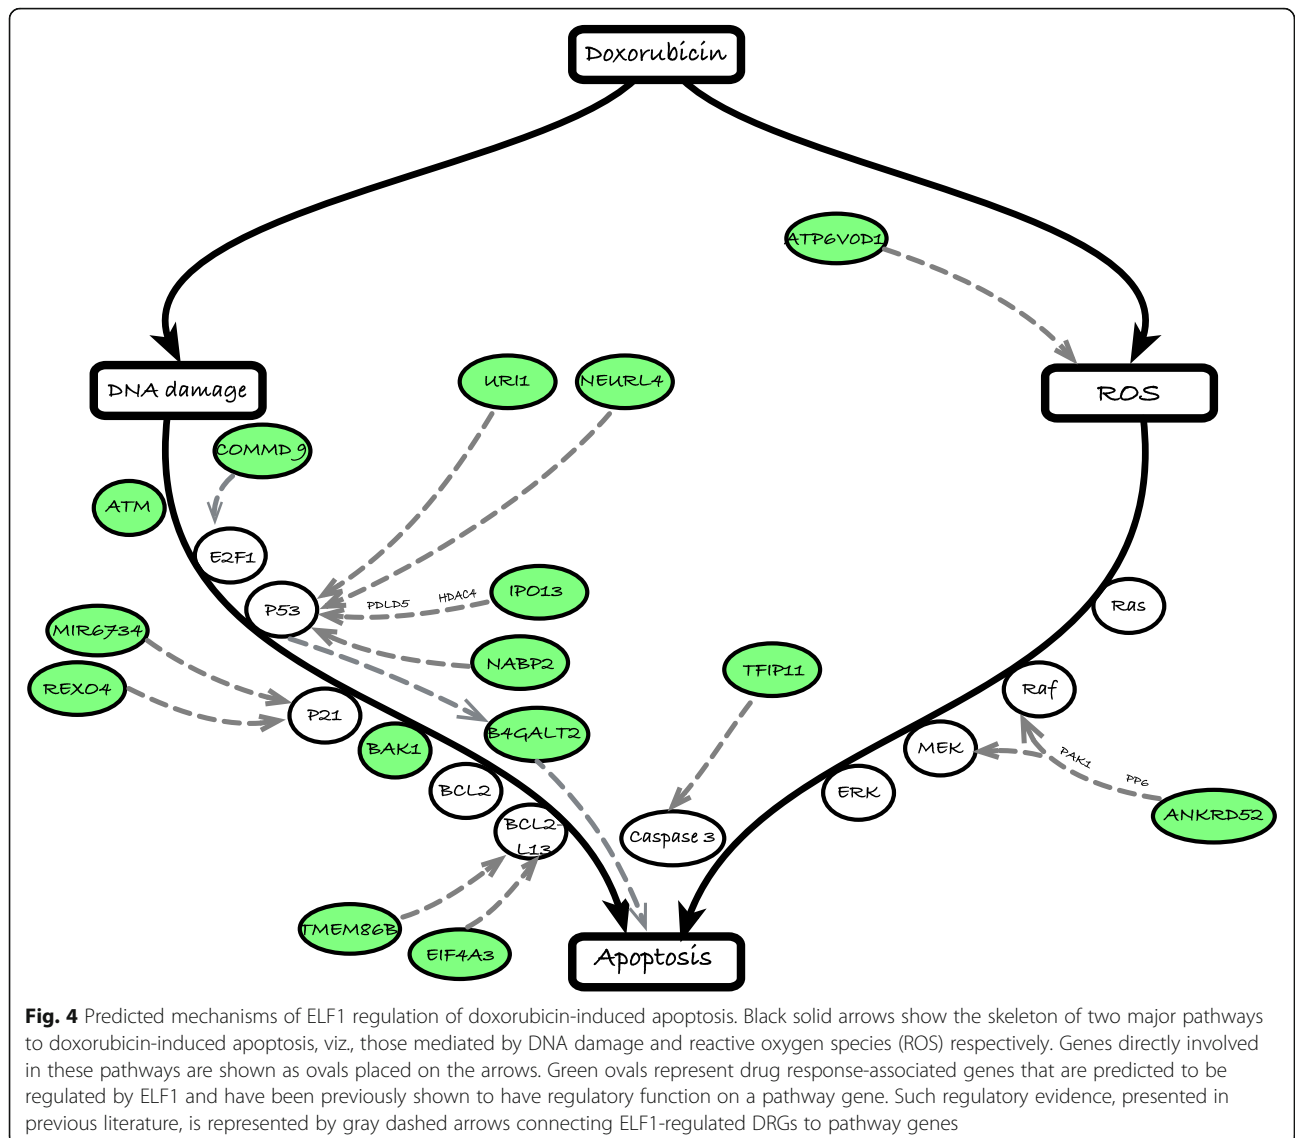 Doxorubicin
ATP6V0D1
DNA damage
URI1
NEURL4
ROS
COMMD 9
ATM
E2F1
P53
PDLD5
HDAC4
IPO13
Ras
MIR6734
NABP2
TFIP11
REXO4
Raf
P21
BAK1
B4GALT2
MEK
PAK1
PP6
BCL2
ERK
ANKRD52
BCL2-
L13
Caspase 3
TMEM86B
EIF4A3
Apoptosis
Fig. 4 Predicted mechanisms of ELF1 regulation of doxorubicin-induced apoptosis. Black solid arrows show the skeleton of two major pathways
to doxorubicin-induced apoptosis, viz., those mediated by DNA damage and reactive oxygen species (ROS) respectively. Genes directly involved
in these pathways are shown as ovals placed on the arrows. Green ovals represent drug response-associated genes that are predicted to be
regulated by ELF1 and have been previously shown to have regulatory function on a pathway gene. Such regulatory evidence, presented in
previous literature, is represented by gray dashed arrows connecting ELF1-regulated DRGs to pathway genes